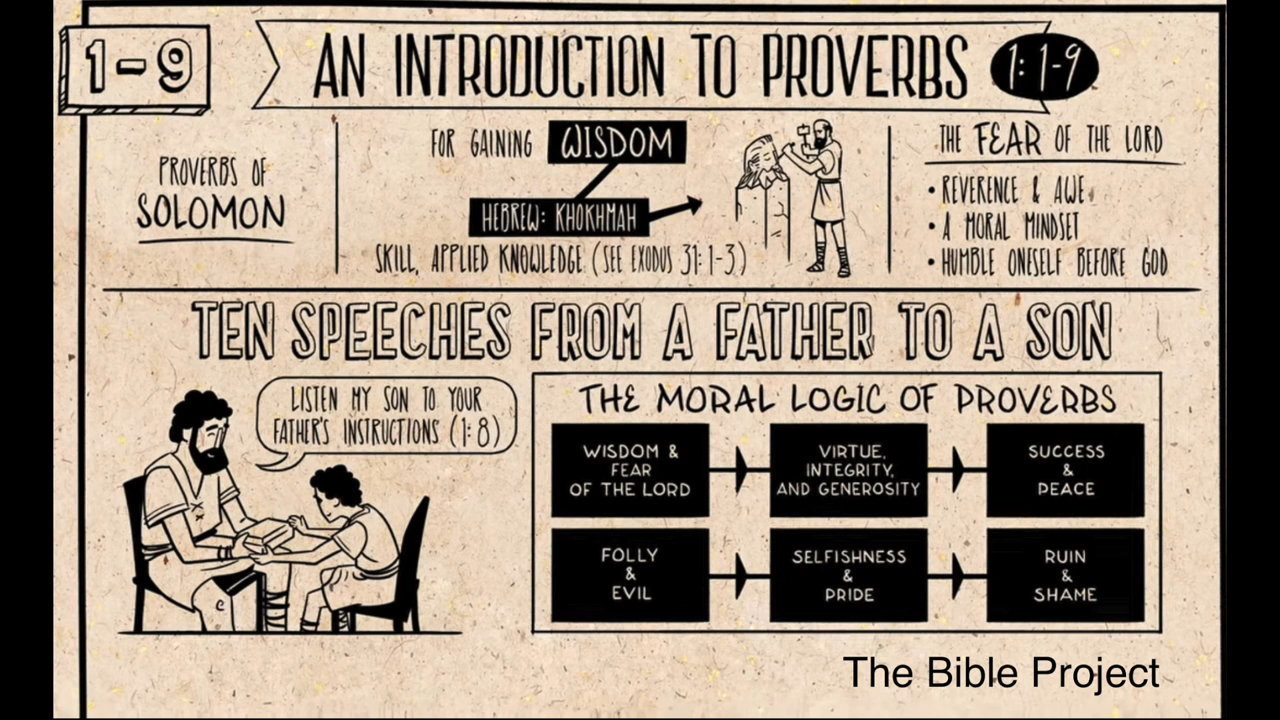 1-9
AN INTRODUCTION TO PROVERBS
1:1-9
PROVERBS OF
SOLOMON
FOR GAINING WISDOM
HEBREW: KHOKHMAH
SKILL, APPLIED KNOWLEDGE (SEE EXODUS 31:1-3)
THE FEAR OF THE LORD
• REVERENCE & AWE
• A MORAL MINDSET
• HUMBLE ONESELF BEFORE GOD
TEN SPEECHES FROM A FATHER TO A SON
LISTEN MY SON TO YOUR
FATHER'S INSTRUCTIONS (1:8)
THE MORAL LOGIC OF PROVERBS
WISDOM &
FEAR
OF THE LORD
VIRTUE,
INTEGRITY,
AND GENEROSITY
SUCCESS
&
PEACE
FOLLY
&
EVIL
SELFISHNESS
&
PRIDE
RUIN
&
SHAME
The Bible Project